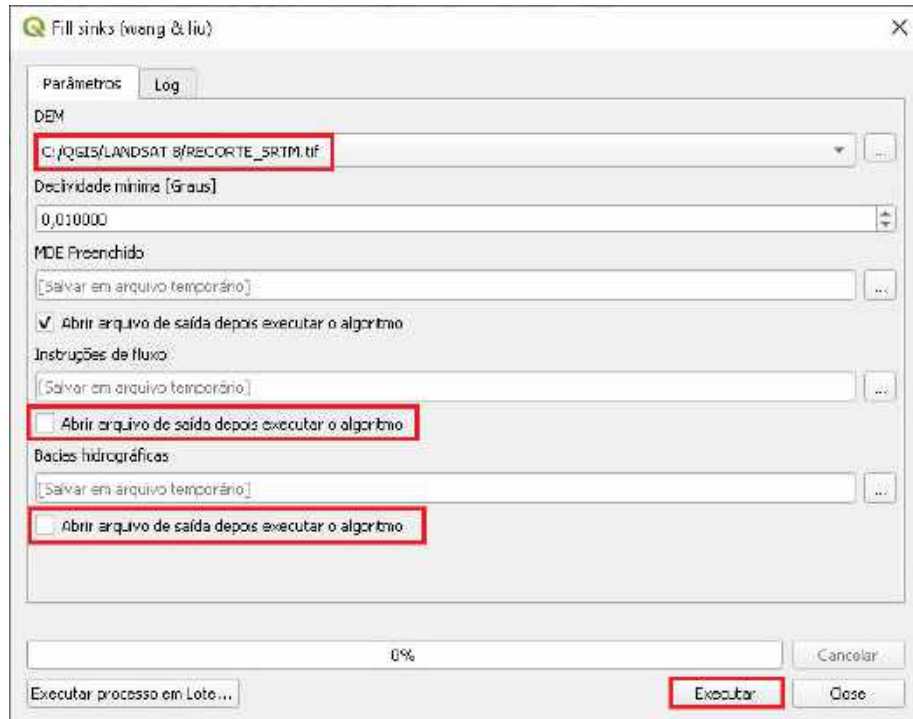 Fill sinks (wang & liu)
Parâmetros Log
DEM
C:/QGIS/LANDSAT 8/RECORTE_SRTM.tif
...
Declividade mínima [Graus]
0,010000
MDE Preenchido
[Salvar em arquivo temporário]
...
Abrir arquivo de saída depois executar o algoritmo
Instruções de fluxo
[Salvar em arquivo temporário]
...
Abrir arquivo de saída depois executar o algoritmo
Bacies hidrográficas
[Salvar em arquivo temporário]
...
Abrir arquivo de saída depois executar o algoritmo
0%
Cancelar
Executar processo em Lote...
Executar
Close